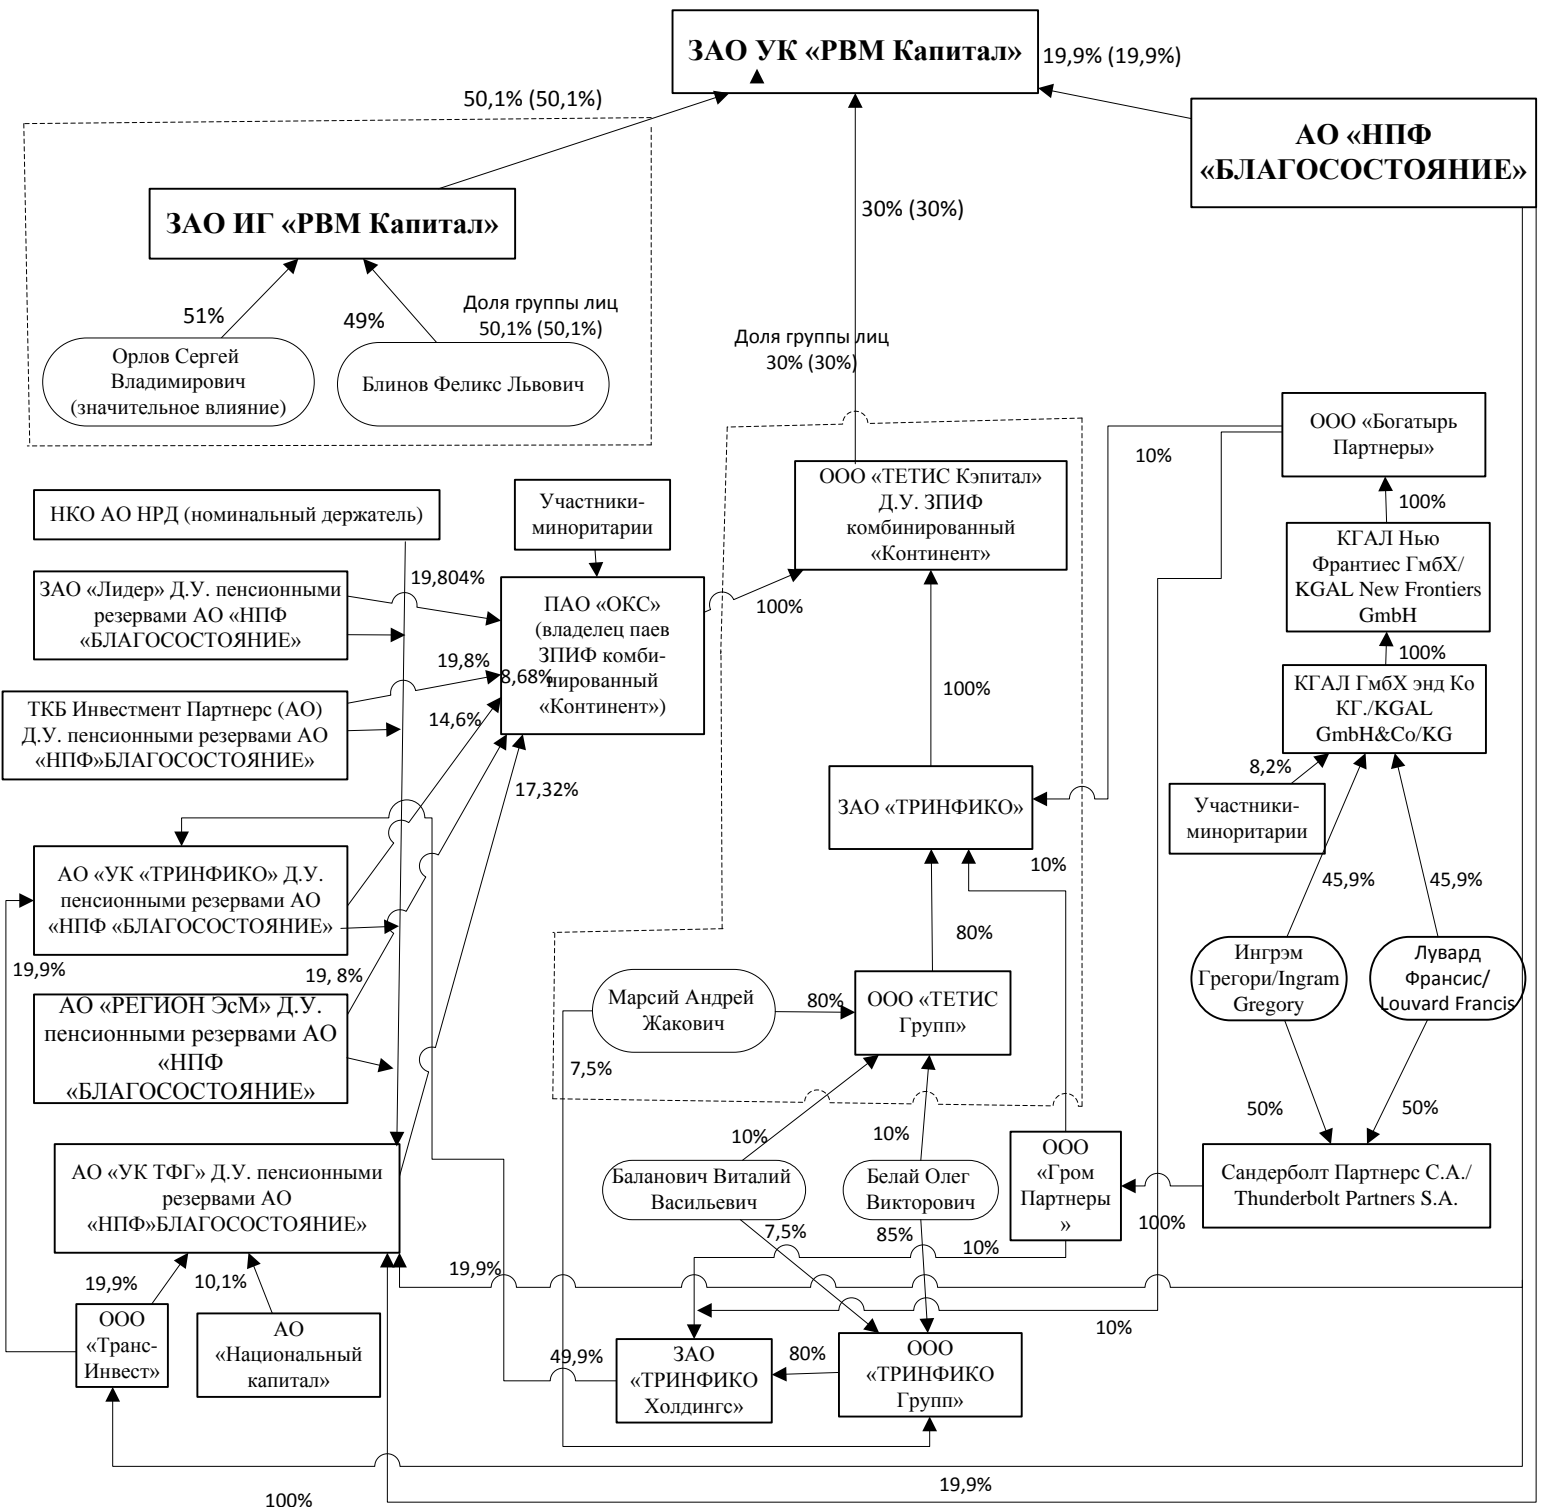 ЗАО УК «РВМ Капитал»
19,9% (19,9%)
50,1% (50,1%)
АО «НПФ
«БЛАГОСОСТОЯНИЕ»
ЗАО ИГ «РВМ Капитал»
30% (30%)
51%
49%
Доля группы лиц
50,1% (50,1%)
Орлов Сергей
Владимирович
(значительное влияние)
Блинов Феликс Львович
Доля группы лиц
30% (30%)
ООО «Богатырь
Партнеры»
10%
НКО АО НРД (номинальный держатель)
Участники-
миноритарии
ООО «ТЕТИС Кэпитал»
Д.У. ЗПИФ
комбинированный
«Континент»
100%
КГАЛ Нью
Франтиес ГмбХ/
KGAL New Frontiers
GmbH
ЗАО «Лидер» Д.У. пенсионными
резервами АО «НПФ
«БЛАГОСОСТОЯНИЕ»
19,804%
ПАО «ОКС»
(владелец паев
ЗПИФ комби-
нированный
«Континент»)
100%
100%
19,8%
8,68%
14,6%
100%
КГАЛ ГмбХ энд Ко
КГ./KGAL
GmbH&Co/KG
ТКБ Инвестмент Партнерс (АО)
Д.У. пенсионными резервами АО
«НПФ»БЛАГОСОСТОЯНИЕ»
17,32%
8,2%
Участники-
миноритарии
ЗАО «ТРИНФИКО»
10%
АО «УК «ТРИНФИКО» Д.У.
пенсионными резервами АО
«НПФ «БЛАГОСОСТОЯНИЕ»
45,9%
45,9%
80%
19,9%
19, 8%
Марсий Андрей
Жакович
80%
ООО «ТЕТИС
Групп»
Ингрэм
Грегори/Ingram
Gregory
Лувард
Франсис/
Louvard Francis
АО «РЕГИОН ЭсМ» Д.У.
пенсионными резервами АО
«НПФ
«БЛАГОСОСТОЯНИЕ»
7,5%
50%
50%
10%
10%
АО «УК ТФГ» Д.У. пенсионными
резервами АО
«НПФ»БЛАГОСОСТОЯНИЕ»
Баланович Виталий
Васильевич
Белай Олег
Викторович
ООО
«Гром
Партнеры
»
100%
Сандерболт Партнерс С.А./
Thunderbolt Partners S.A.
7,5%
85%
10%
19,9%
10,1%
19,9%
ООО
«Транс-
Инвест»
АО
«Национальный
капитал»
49,9%
ЗАО
«ТРИНФИКО
Холдингс»
80%
ООО
«ТРИНФИКО
Групп»
10%
19,9%
100%